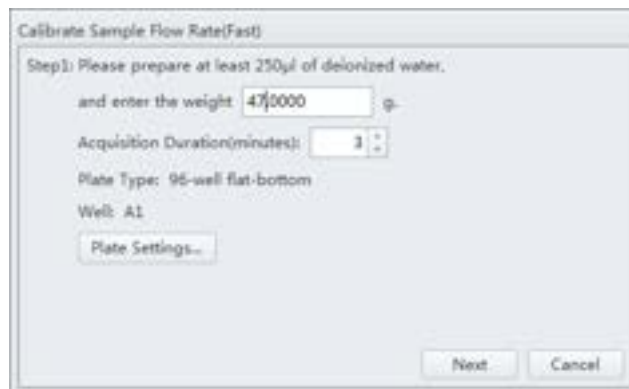 Calibrate Sample Flow Rate(Fast)
Step1: Please prepare at least 250μl of deionized water,
and enter the weight 47.0000 g.
Acquisition Duration(minutes): 3
Plate Type: 96-well flat-bottom
Well: A1
Plate Settings...
Next Cancel